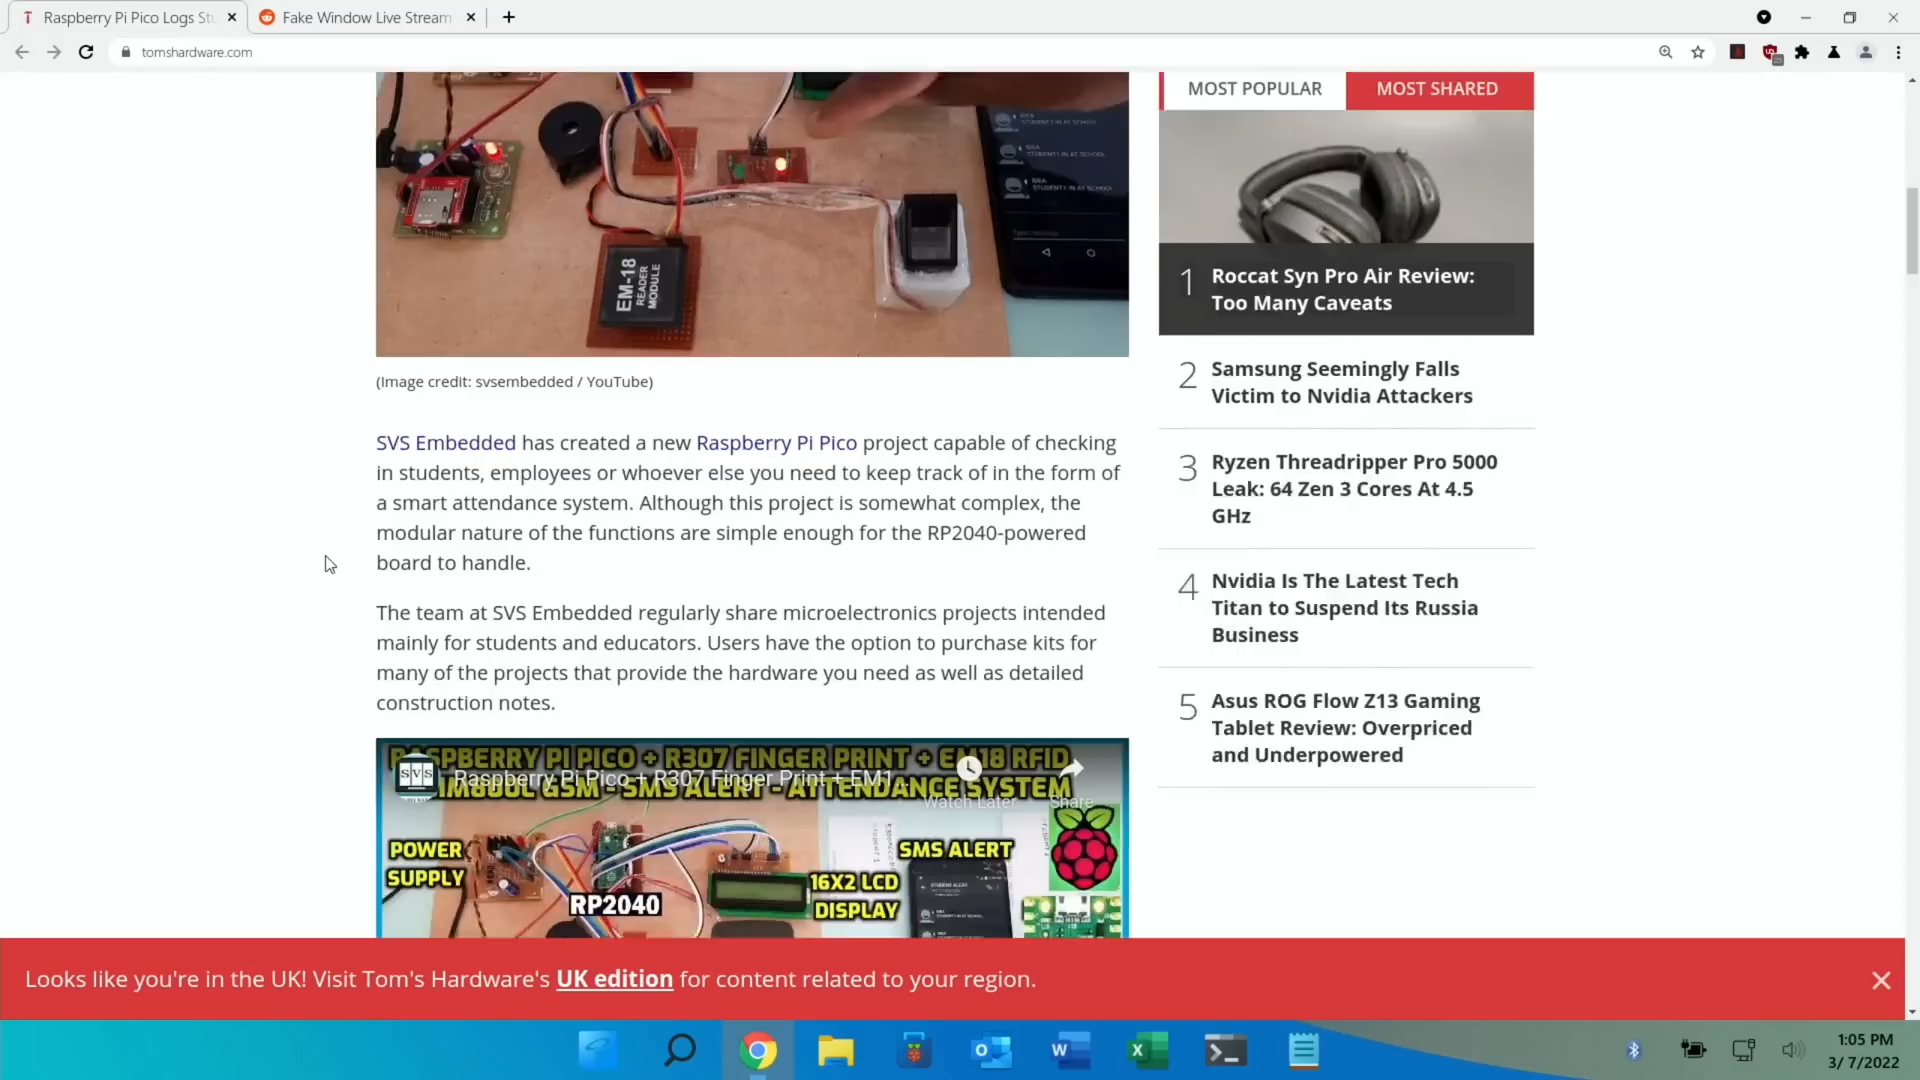 Raspberry Pi Pico Logs St
Fake Window Live Stream
tomshardware.com
EM-18
READER
MODULE
STUDENT1 IN AT SCHOOL
STUDENT1 IN AT SCHOOL
MOST POPULAR
MOST SHARED
1 Roccat Syn Pro Air Review:
Too Many Caveats
2 Samsung Seemingly Falls
Victim to Nvidia Attackers
3 Ryzen Threadripper Pro 5000
Leak: 64 Zen 3 Cores At 4.5
GHz
4 Nvidia Is The Latest Tech
Titan to Suspend Its Russia
Business
5 Asus ROG Flow Z13 Gaming
Tablet Review: Overpriced
and Underpowered
(Image credit: svsembedded / YouTube)
SVS Embedded has created a new Raspberry Pi Pico project capable of checking
in students, employees or whoever else you need to keep track of in the form of
a smart attendance system. Although this project is somewhat complex, the
modular nature of the functions are simple enough for the RP2040-powered
board to handle.
The team at SVS Embedded regularly share microelectronics projects intended
mainly for students and educators. Users have the option to purchase kits for
many of the projects that provide the hardware you need as well as detailed
construction notes.
RASPBERRY PI PICO + R307 FINGER PRINT + EM18 RFID
SVS
Raspberry Pi Pico + R307 Finger Print + EM1...
GSM - SMS ALERT - ATTENDANCE SYSTEM
Watch Later
Share
POWER
SUPPLY
RP2040
16X2 LCD
DISPLAY
SMS ALERT
STUDENT ALERT
Looks like you're in the UK! Visit Tom's Hardware's UK edition for content related to your region.
1:05 PM
3/ 7/2022